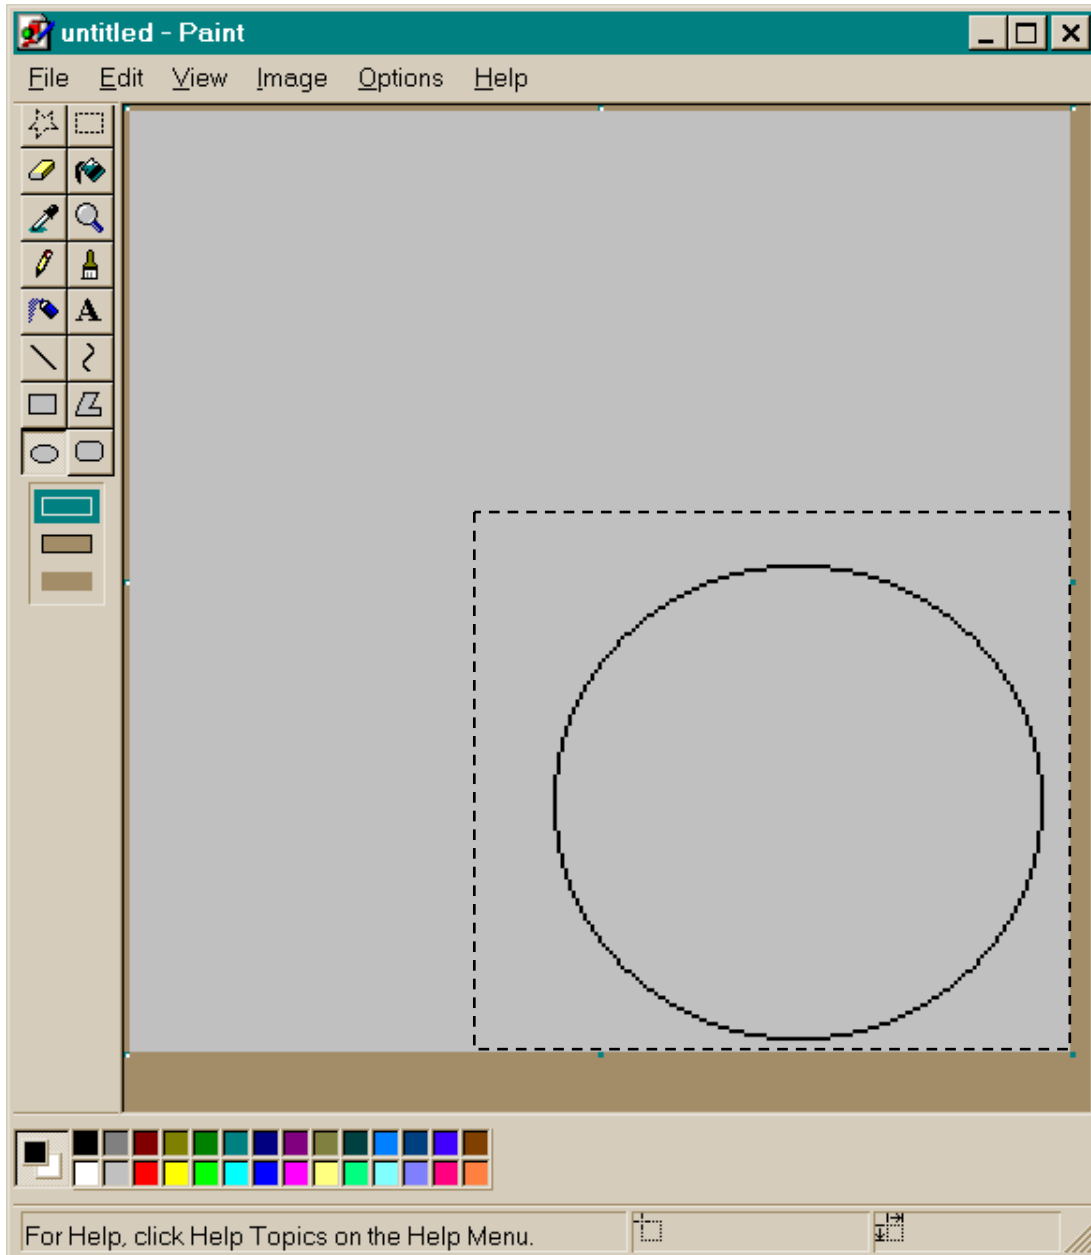 untitled - Paint
File Edit View Image Options Help
A
For Help, click Help Topics on the Help Menu.